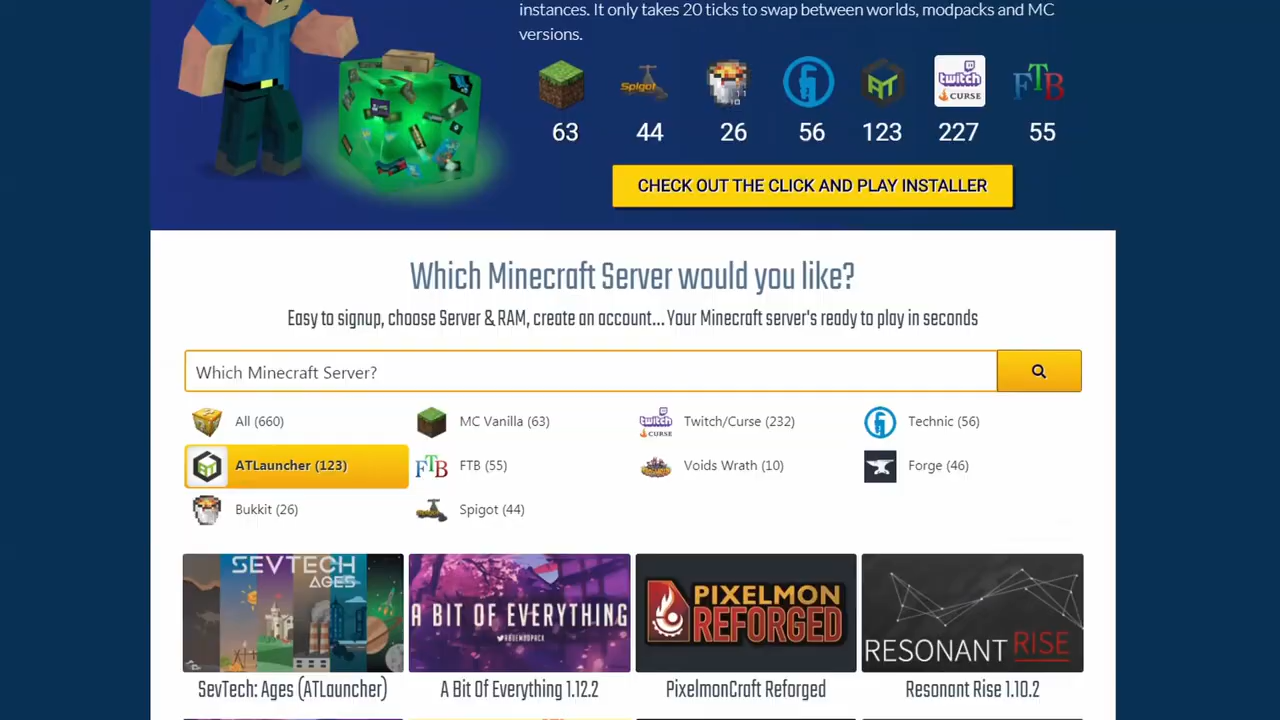 instances. It only takes 20 ticks to swap between worlds, modpacks and MC
versions.
Spigot
twitch
CURSE
FTB
63
44
26
56
123
227
55
CHECK OUT THE CLICK AND PLAY INSTALLER
Which Minecraft Server would you like?
Easy to signup, choose Server & RAM, create an account... Your Minecraft server's ready to play in seconds
Which Minecraft Server?
All (660)
MC Vanilla (63)
twitch
CURSE
Twitch/Curse (232)
Technic (56)
ATLauncher (123)
FTB
FTB (55)
Voids Wrath (10)
Forge (46)
Bukkit (26)
Spigot (44)
SEVTECH
AGES
A BIT OF EVERYTHING
PIXELMON
REFORGED
RESONANT RISE
SevTech: Ages (ATLauncher)
A Bit Of Everything 1.12.2
PixelmonCraft Reforged
Resonant Rise 1.10.2